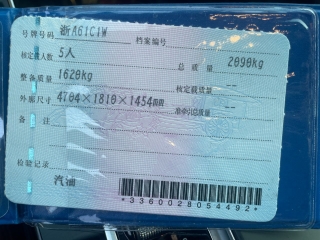 号牌号码 浙A61C1W 档案编号
核定载人数 5人 总质量 2090kg
整备质量 1620kg 核定载质量 --
外廓尺寸 4704×1810×1454mm 准牵引总质量 --
备注
检验记录
汽油
*3360028054492*